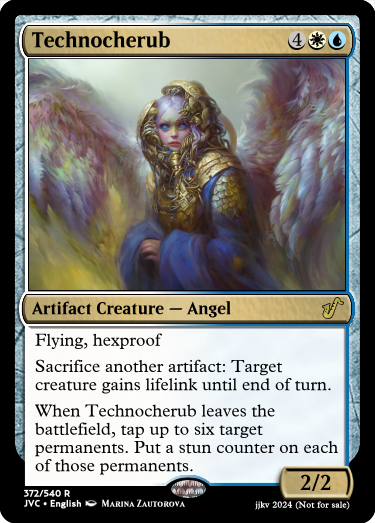 Technocherub 4
Artifact Creature — Angel
Flying, hexproof
Sacrifice another artifact: Target
creature gains lifelink until end of turn.
When Technocherub leaves the
battlefield, tap up to six target
permanents. Put a stun counter on each
of those permanents.
2/2
372/540 R
JVC • English MARINA ZAUTOROVA
jjkv 2024 (Not for sale)